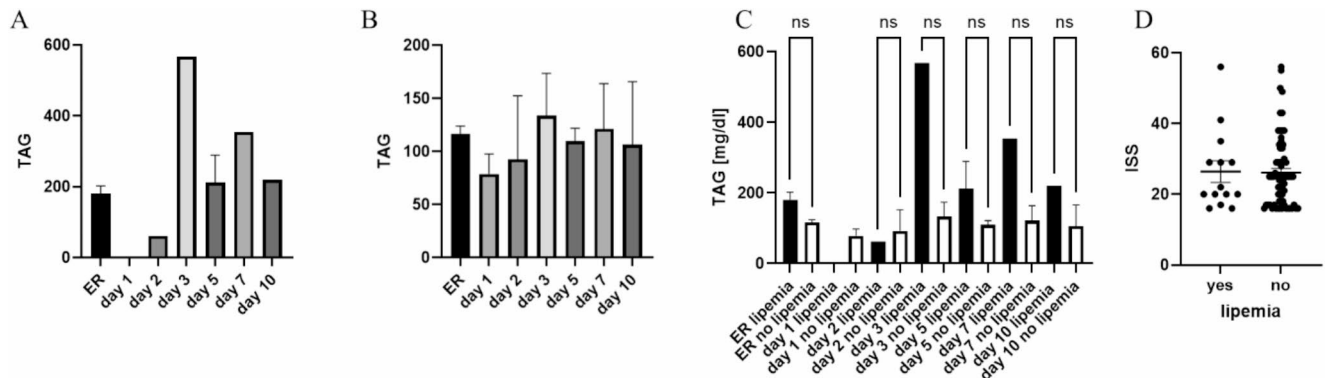 A
TAG
600
400
200
0
ER
day 1
day 2
day 3
day 5
day 7
day 10
B
TAG
200
150
100
50
0
ER
day 1
day 2
day 3
day 5
day 7
day 10
C
ns
ns
ns
ns
ns
ns
TAG [mg/dl]
600
400
200
0
ER lipemia
ER no lipemia
day 1 lipemia
day 1 no lipemia
day 2 lipemia
day 2 no lipemia
day 3 lipemia
day 3 no lipemia
day 5 lipemia
day 5 no lipemia
day 7 lipemia
day 7 no lipemia
day 10 lipemia
day 10 no lipemia
D
ISS
60
40
20
0
yes
no
lipemia